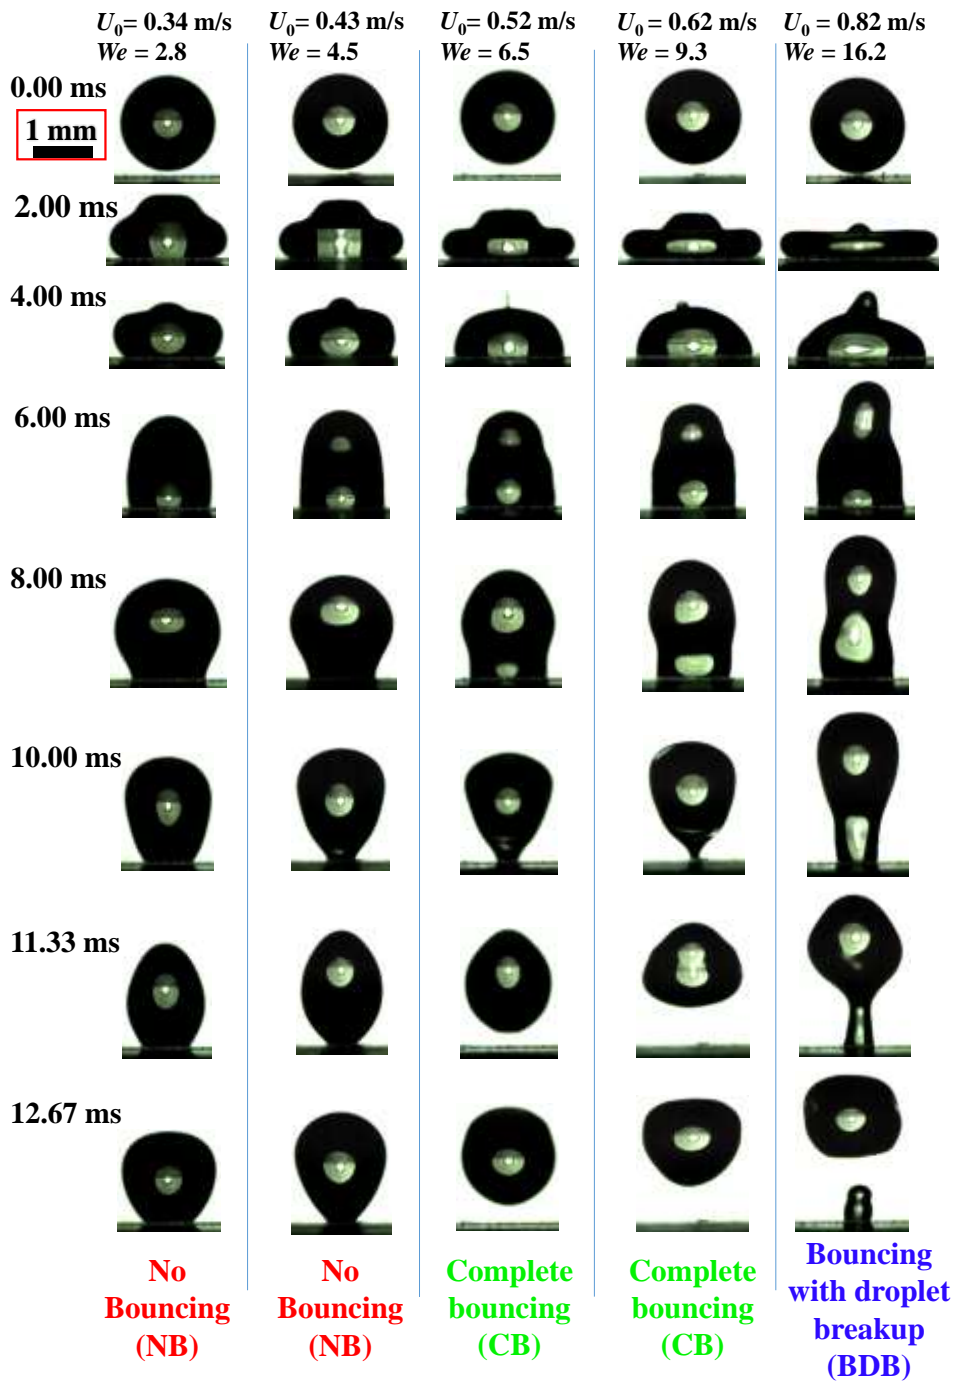 U0= 0.34 m/s
We = 2.8
U0= 0.43 m/s
We = 4.5
U0= 0.52 m/s
We = 6.5
U0= 0.62 m/s
We = 9.3
U0= 0.82 m/s
We = 16.2
0.00 ms
1 mm
2.00 ms
4.00 ms
6.00 ms
8.00 ms
10.00 ms
11.33 ms
12.67 ms
No
Bouncing
(NB)
No
Bouncing
(NB)
Complete
bouncing
(CB)
Complete
bouncing
(CB)
Bouncing
with droplet
breakup
(BDB)